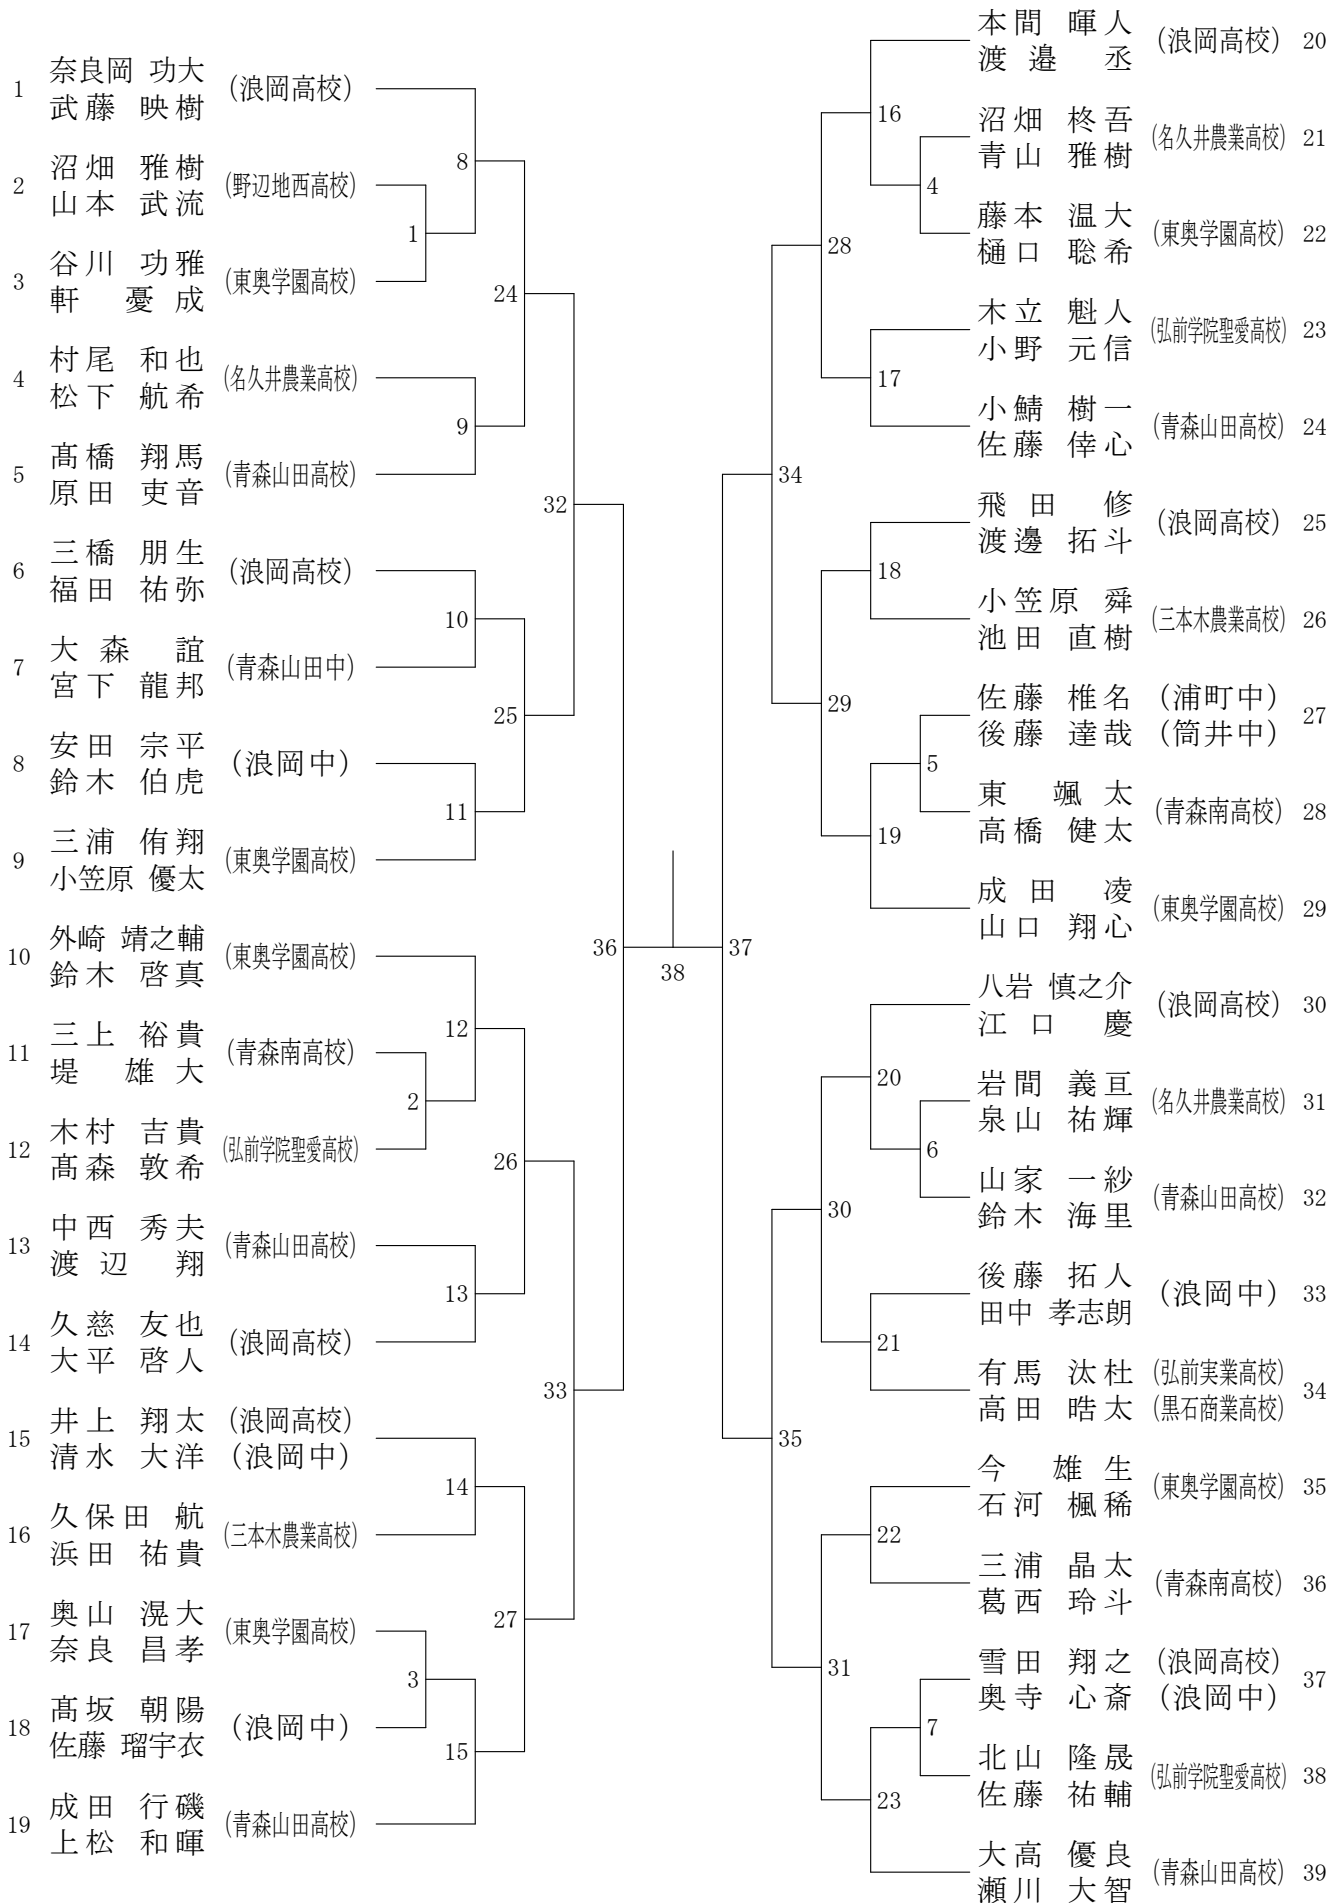 1 奈良岡 功大 (浪岡高校)
武藤 映樹
2 沼畑 雅樹 (野辺地西高校)
山本 武流
3 谷川 功雅 (東奥学園高校)
軒 憂成
4 村尾 和也 (名久井農業高校)
松下 航希
5 髙橋 翔馬 (青森山田高校)
原田 吏音
6 三橋 朋生 (浪岡高校)
福田 祐弥
7 大森 誼 (青森山田中)
宮下 龍邦
8 安田 宗平 (浪岡中)
鈴木 伯虎
9 三浦 侑翔 (東奥学園高校)
小笠原 優太
10 外崎 靖之輔 (東奥学園高校)
鈴木 啓真
11 三上 裕貴 (青森南高校)
堤 雄大
12 木村 吉貴 (弘前学院聖愛高校)
髙森 敦希
13 中西 秀夫 (青森山田高校)
渡辺 翔
14 久慈 友也 (浪岡高校)
大平 啓人
15 井上 翔太 (浪岡高校)
清水 大洋 (浪岡中)
16 久保田 航 (三本木農業高校)
浜田 祐貴
17 奥山 滉大 (東奥学園高校)
奈良 昌孝
18 髙坂 朝陽 (浪岡中)
佐藤 瑠宇衣
19 成田 行磯 (青森山田高校)
上松 和暉
8
1
24
9
32
10
25
11
36
12
2
26
13
33
14
27
3
15
38
37
16
4
28
17
34
18
29
5
19
20
6
30
21
35
22
31
7
23
本間 暉人 (浪岡高校) 20
渡邉 丞
沼畑 柊吾 (名久井農業高校) 21
青山 雅樹
藤本 温大 (東奥学園高校) 22
樋口 聡希
木立 魁人 (弘前学院聖愛高校) 23
小野 元信
小鯖 樹一 (青森山田高校) 24
佐藤 倖心
飛田 修 (浪岡高校) 25
渡邊 拓斗
小笠原 舜 (三本木農業高校) 26
池田 直樹
佐藤 椎名 (浦町中) 27
後藤 達哉 (筒井中)
東 颯太 (青森南高校) 28
高橋 健太
成田 凌 (東奥学園高校) 29
山口 翔心
八岩 慎之介 (浪岡高校) 30
江口 慶
岩間 義亘 (名久井農業高校) 31
泉山 祐輝
山家 一紗 (青森山田高校) 32
鈴木 海里
後藤 拓人 (浪岡中) 33
田中 孝志朗
有馬 汰杜 (弘前実業高校) 34
高田 晧太 (黒石商業高校)
今 雄生 (東奥学園高校) 35
石河 楓稀
三浦 晶太 (青森南高校) 36
葛西 玲斗
雪田 翔之 (浪岡高校) 37
奥寺 心斎 (浪岡中)
北山 隆晟 (弘前学院聖愛高校) 38
佐藤 祐輔
大高 優良 (青森山田高校) 39
瀬川 大智